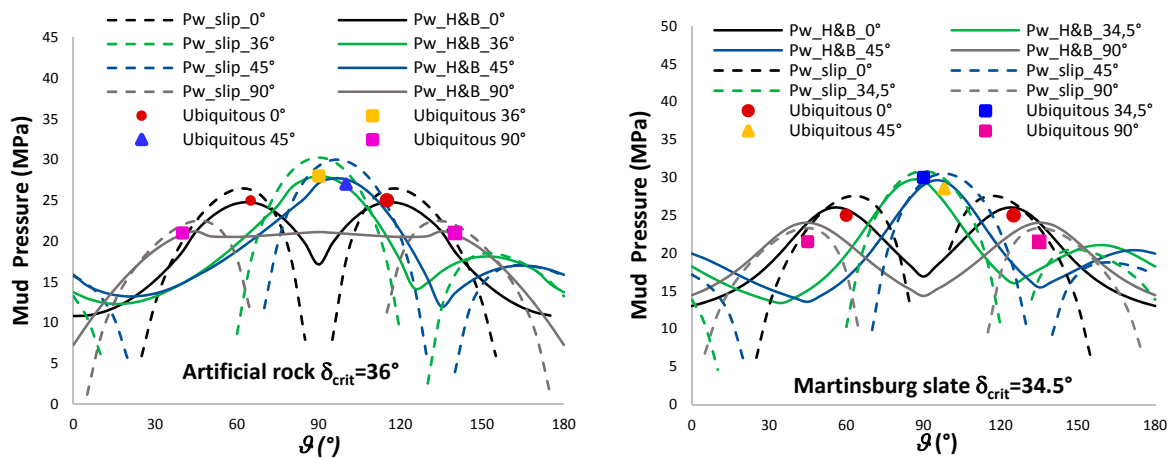 Pw_slip_0° Pw_H&B_0°
Pw_slip_36° Pw_H&B_36°
Pw_slip_45° Pw_H&B_45°
Pw_slip_90° Pw_H&B_90°
Ubiquitous 0° Ubiquitous 36°
Ubiquitous 45° Ubiquitous 90°
Mud Pressure (MPa)
45
40
35
30
25
20
15
10
5
0
Artificial rock δcrit=36°
0 30 60 90 120 150 180
𝜗 (°)
Pw_H&B_0° Pw_H&B_34,5°
Pw_H&B_45° Pw_H&B_90°
Pw_slip_0° Pw_slip_45°
Pw_slip_34,5° Pw_slip_90°
Ubiquitous 0° Ubiquitous 34,5°
Ubiquitous 45° Ubiquitous 90°
Mud Pressure (MPa)
50
45
40
35
30
25
20
15
10
5
0
Martinsburg slate δcrit=34.5°
0 30 60 90 120 150 180
𝜗 (°)